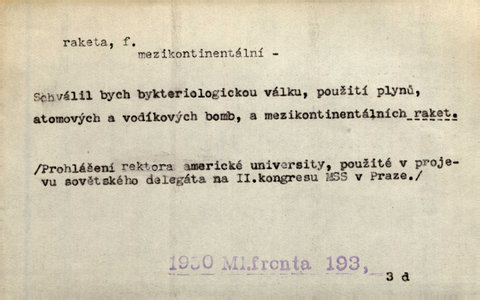 raketa, f.
mezikontinentální -
Schválil bych bykteriologickou válku, použití plynů,
atomových a vodíkových bomb, a mezikontinentálních raket.
/Prohlášení rektora americké university, použité v proje-
vu sovětského delegáta na II.kongresu MSS v Praze./
1950 Ml.fronta 193,
3 d